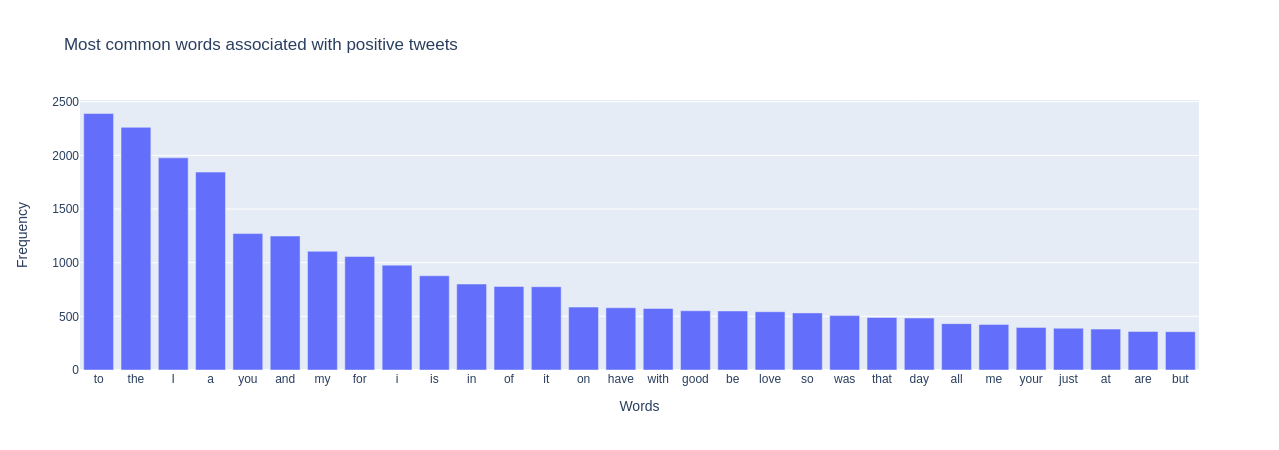 Most common words associated with positive tweets
2500
2000
1500
1000
500
0
Frequency
to the I a you and my for i is in of it on have with good be love so was that day all me your just at are but
Words